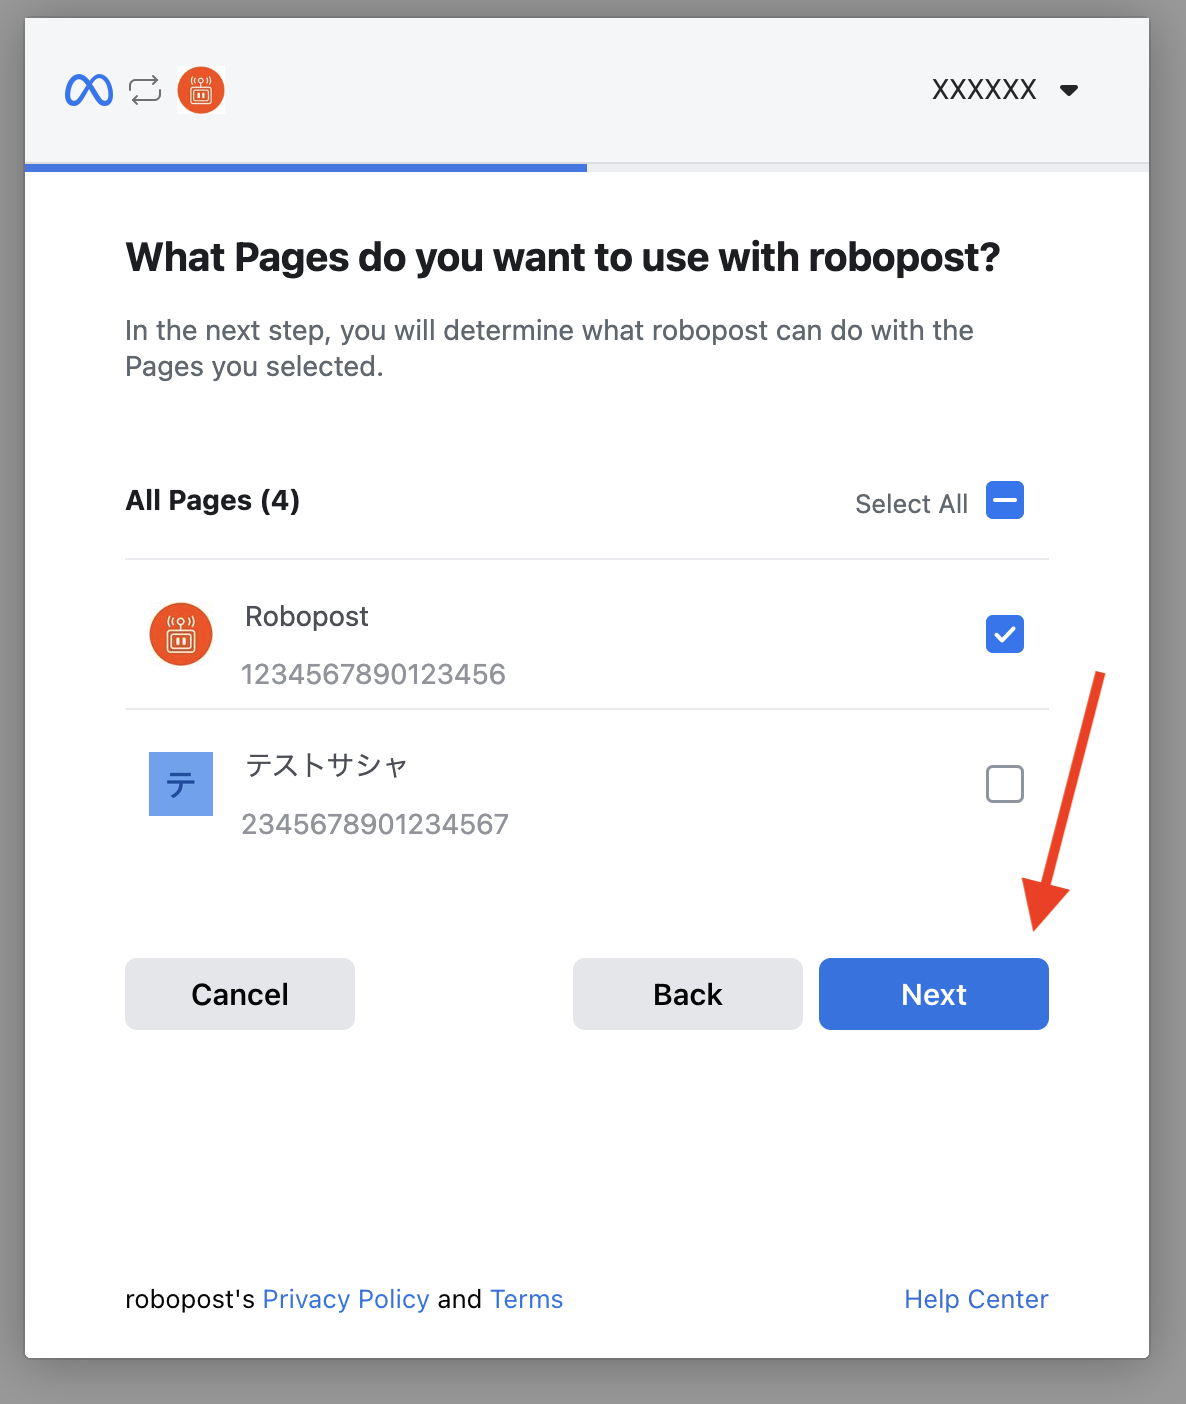 XXXXXX
What Pages do you want to use with robopost?
In the next step, you will determine what robopost can do with the
Pages you selected.
All Pages (4)
Select All
Robopost
1234567890123456
テ
テストサシャ
2345678901234567
Cancel
Back
Next
robopost's Privacy Policy and Terms
Help Center